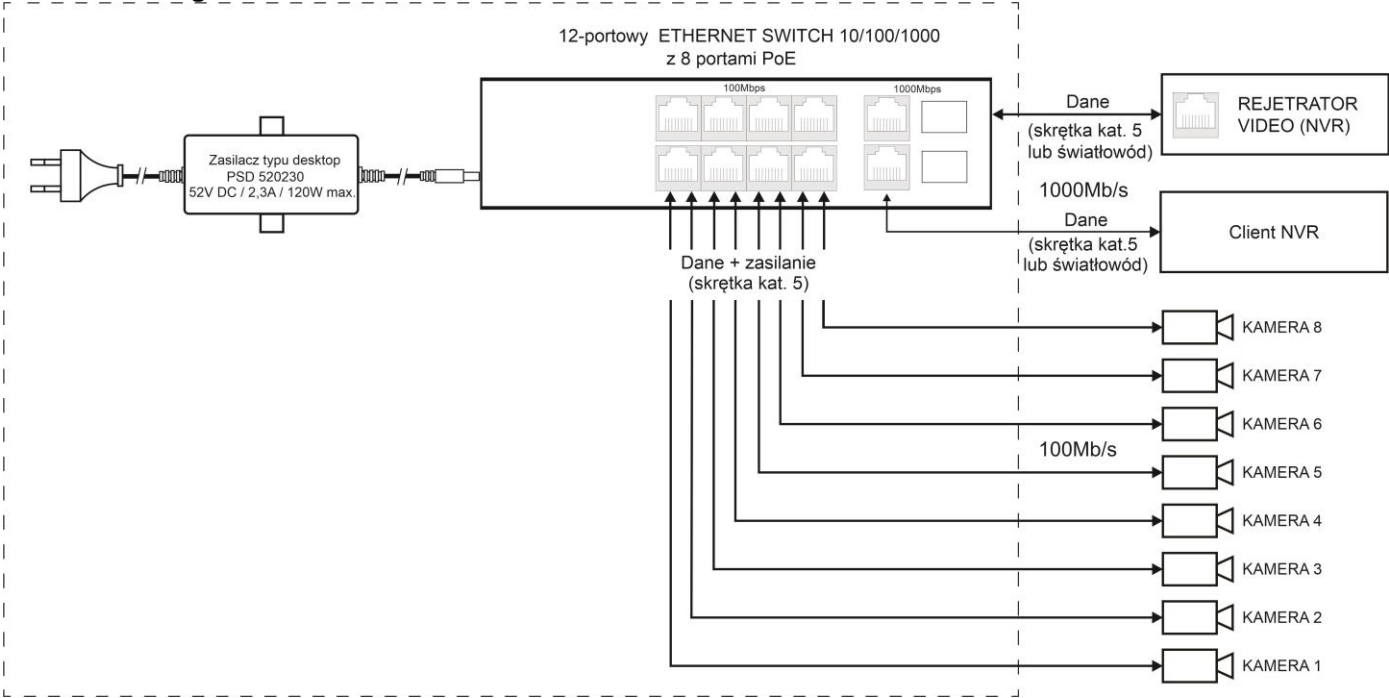 12-portowy ETHERNET SWITCH 10/100/1000
z 8 portami PoE
100Mbps
1000Mbps
Zasilacz typu desktop
PSD 520230
52V DC / 2,3A / 120W max.
Dane
(skrętka kat. 5
lub światłowód)
REJETRATOR
VIDEO (NVR)
1000Mb/s
Dane
(skrętka kat.5
lub światłowód)
Client NVR
Dane + zasilanie
(skrętka kat. 5)
KAMERA 8
KAMERA 7
KAMERA 6
100Mb/s
KAMERA 5
KAMERA 4
KAMERA 3
KAMERA 2
KAMERA 1